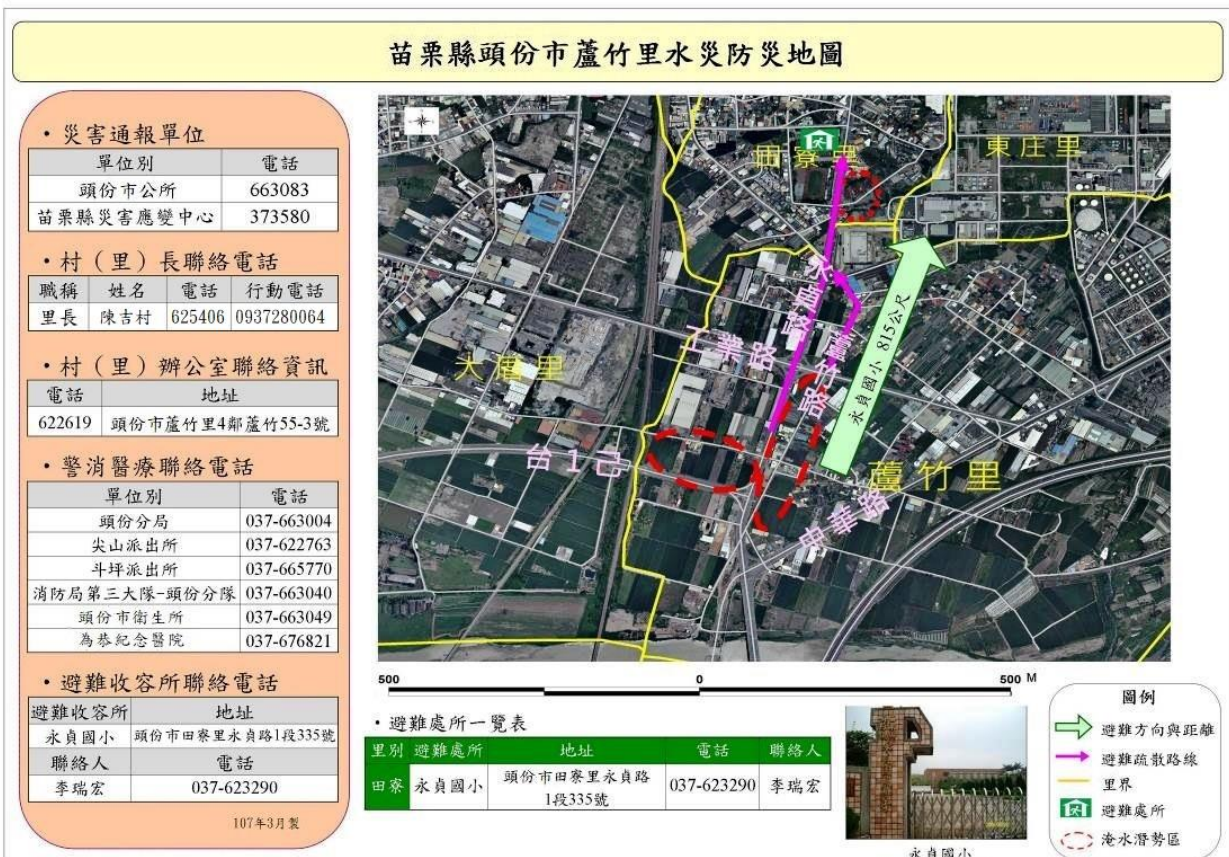 苗栗縣頭份市蘆竹里水災防災地圖
・災害通報單位
單位別 電話
頭份市公所 663083
苗栗縣災害應變中心 373580
・村（里）長聯絡電話
職稱 姓名 電話 行動電話
里長 陳吉村 625406 0937280064
・村（里）辦公室聯絡資訊
電話 地址
622619 頭份市蘆竹里4鄰蘆竹55-3號
・警消醫療聯絡電話
單位別 電話
頭份分局 037-663004
尖山派出所 037-622763
斗坪派出所 037-665770
消防局第三大隊-頭份分隊 037-663040
頭份市衛生所 037-663049
為恭紀念醫院 037-676821
・避難收容所聯絡電話
避難收容所 地址
永貞國小 頭份市田寮里永貞路1段335號
聯絡人 電話
李瑞宏 037-623290
107年3月製
田寮里
東庄里
永貞路
工業路
蘆竹路
大厝里
永貞國小 815公尺
台1己
蘆竹里
中華路
500 0 500 M
・避難處所一覽表
里別 避難處所 地址 電話 聯絡人
田寮 永貞國小 頭份市田寮里永貞路 037-623290 李瑞宏
1段335號
永貞國小
圖例
避難方向與距離
避難疏散路線
里界
避難處所
淹水潛勢區